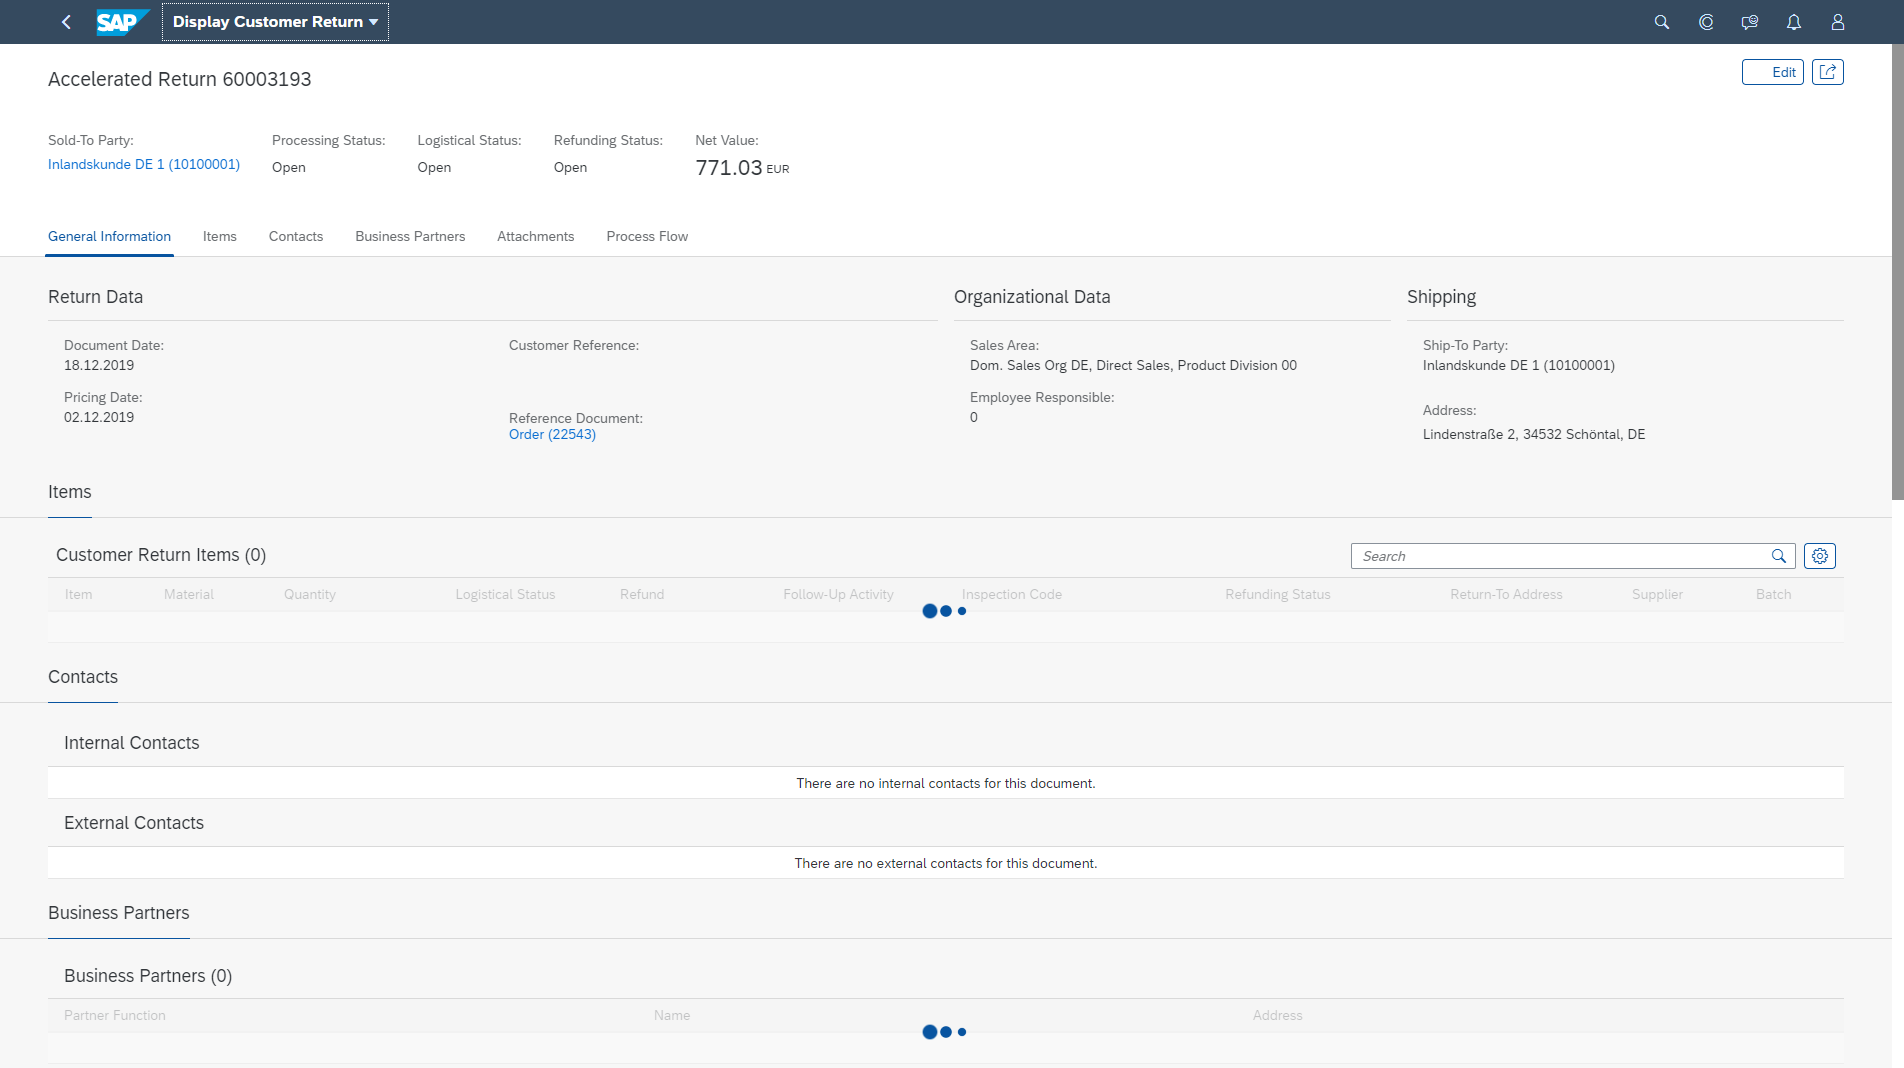 SAP Display Customer Return
Accelerated Return 60003193
Edit
Sold-To Party: Processing Status: Logistical Status: Refunding Status: Net Value:
Inlandskunde DE 1 (10100001) Open Open Open 771.03 EUR
General Information Items Contacts Business Partners Attachments Process Flow
Return Data
Document Date:
18.12.2019
Pricing Date:
02.12.2019
Customer Reference:
Reference Document:
Order (22543)
Organizational Data
Sales Area:
Dom. Sales Org DE, Direct Sales, Product Division 00
Employee Responsible:
0
Shipping
Ship-To Party:
Inlandskunde DE 1 (10100001)
Address:
Lindenstraße 2, 34532 Schöntal, DE
Items
Customer Return Items (0)
Search
Item Material Quantity Logistical Status Refund Follow-Up Activity Inspection Code Refunding Status Return-To Address Supplier Batch
Contacts
Internal Contacts
There are no internal contacts for this document.
External Contacts
There are no external contacts for this document.
Business Partners
Business Partners (0)
Partner Function Name Address